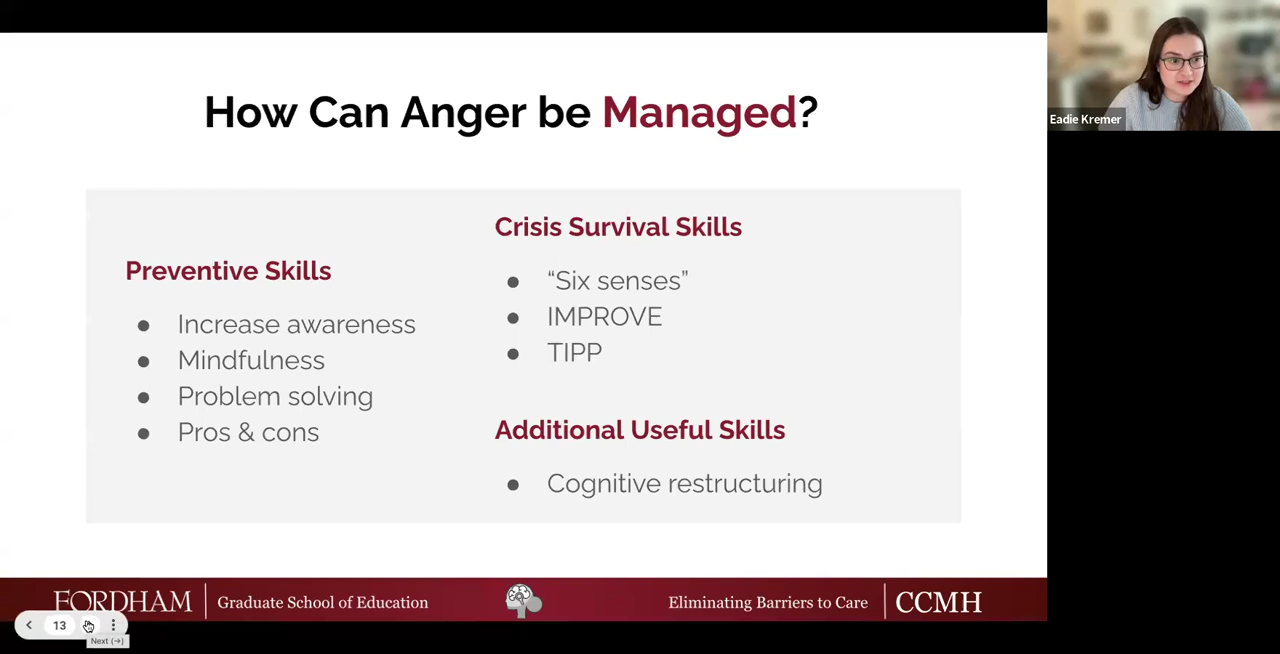 How Can Anger be Managed?
Preventive Skills
● Increase awareness
● Mindfulness
● Problem solving
● Pros & cons
Crisis Survival Skills
● “Six senses”
● IMPROVE
● TIPP
Additional Useful Skills
● Cognitive restructuring
FORDHAM
Graduate School of Education
Eliminating Barriers to Care
CCMH
13
Next (→)
Eadie Kremer